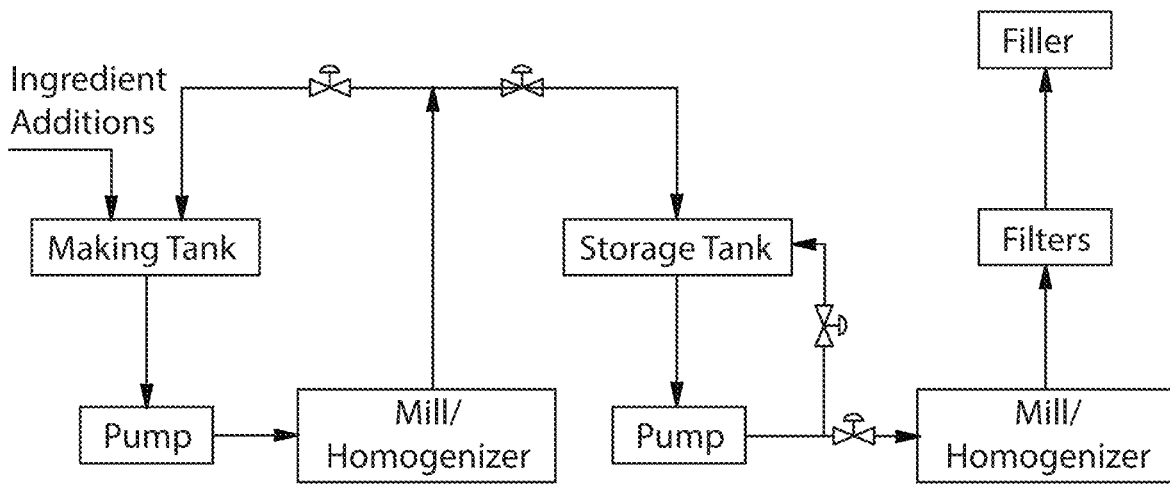 Filler
Ingredient
Additions
Making Tank
Storage Tank
Filters
Pump
Mill/
Homogenizer
Pump
Mill/
Homogenizer